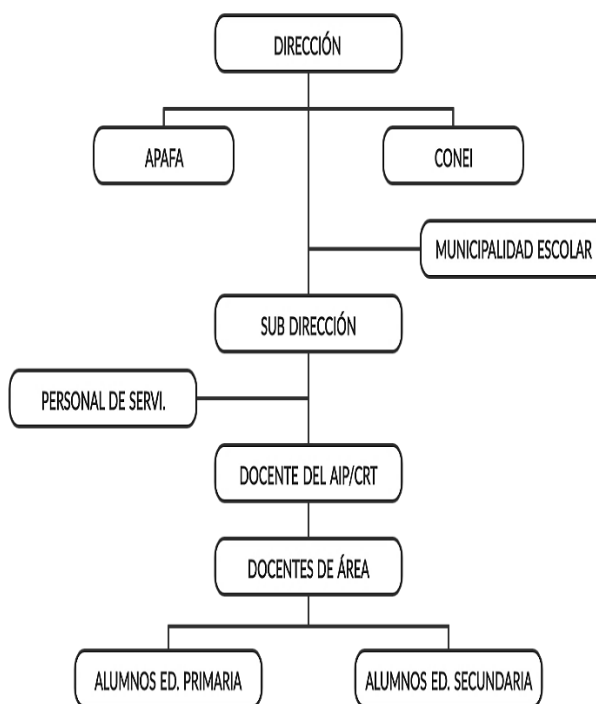 DIRECCIÓN
APAFA
CONEI
MUNICIPALIDAD ESCOLAR
SUB DIRECCIÓN
PERSONAL DE SERVI.
DOCENTE DEL AIP/CRT
DOCENTES DE ÁREA
ALUMNOS ED. PRIMARIA
ALUMNOS ED. SECUNDARIA